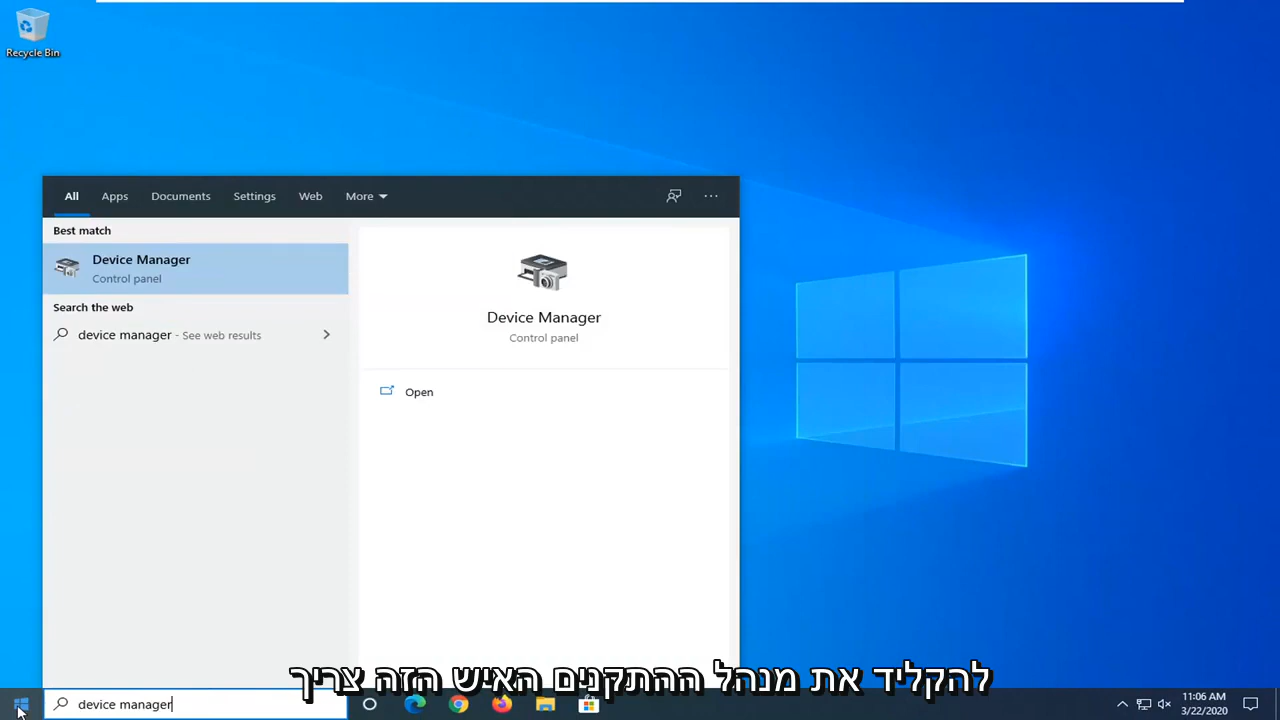 Recycle Bin
All
Apps
Documents
Settings
Web
More
Best match
Device Manager
Control panel
Search the web
device manager - See web results
Device Manager
Control panel
Open
להקליד את מנהל ההתקנים האיש הזה צריך
device manager
11:06 AM
3/22/2020